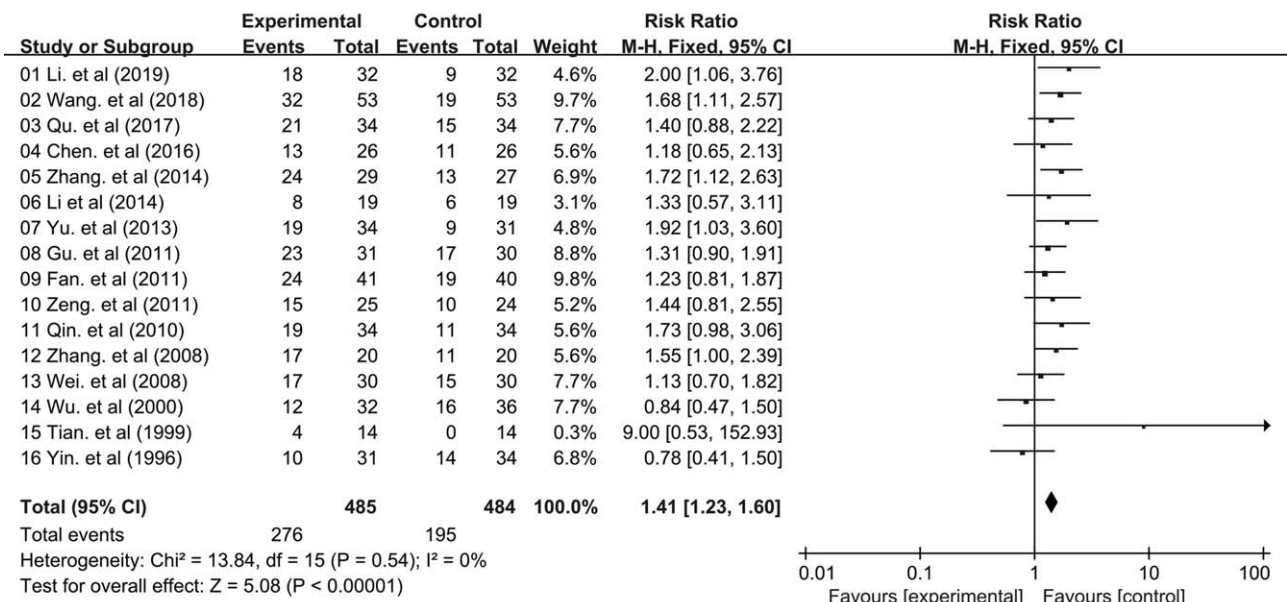 Experimental Control Risk Ratio Risk Ratio
Study or Subgroup Events Total Events Total Weight M-H, Fixed, 95% CI M-H, Fixed, 95% CI
01 Li. et al (2019) 18 32 9 32 4.6% 2.00 [1.06, 3.76]
02 Wang. et al (2018) 32 53 19 53 9.7% 1.68 [1.11, 2.57]
03 Qu. et al (2017) 21 34 15 34 7.7% 1.40 [0.88, 2.22]
04 Chen. et al (2016) 13 26 11 26 5.6% 1.18 [0.65, 2.13]
05 Zhang. et al (2014) 24 29 13 27 6.9% 1.72 [1.12, 2.63]
06 Li et al (2014) 8 19 6 19 3.1% 1.33 [0.57, 3.11]
07 Yu. et al (2013) 19 34 9 31 4.8% 1.92 [1.03, 3.60]
08 Gu. et al (2011) 23 31 17 30 8.8% 1.31 [0.90, 1.91]
09 Fan. et al (2011) 24 41 19 40 9.8% 1.23 [0.81, 1.87]
10 Zeng. et al (2011) 15 25 10 24 5.2% 1.44 [0.81, 2.55]
11 Qin. et al (2010) 19 34 11 34 5.6% 1.73 [0.98, 3.06]
12 Zhang. et al (2008) 17 20 11 20 5.6% 1.55 [1.00, 2.39]
13 Wei. et al (2008) 17 30 15 30 7.7% 1.13 [0.70, 1.82]
14 Wu. et al (2000) 12 32 16 36 7.7% 0.84 [0.47, 1.50]
15 Tian. et al (1999) 4 14 0 14 0.3% 9.00 [0.53, 152.93]
16 Yin. et al (1996) 10 31 14 34 6.8% 0.78 [0.41, 1.50]
Total (95% CI) 485 484 100.0% 1.41 [1.23, 1.60]
Total events 276 195
Heterogeneity: Chi² = 13.84, df = 15 (P = 0.54); I² = 0%
Test for overall effect: Z = 5.08 (P < 0.00001)
0.01 0.1 1 10 100
Favours [experimental] Favours [control]